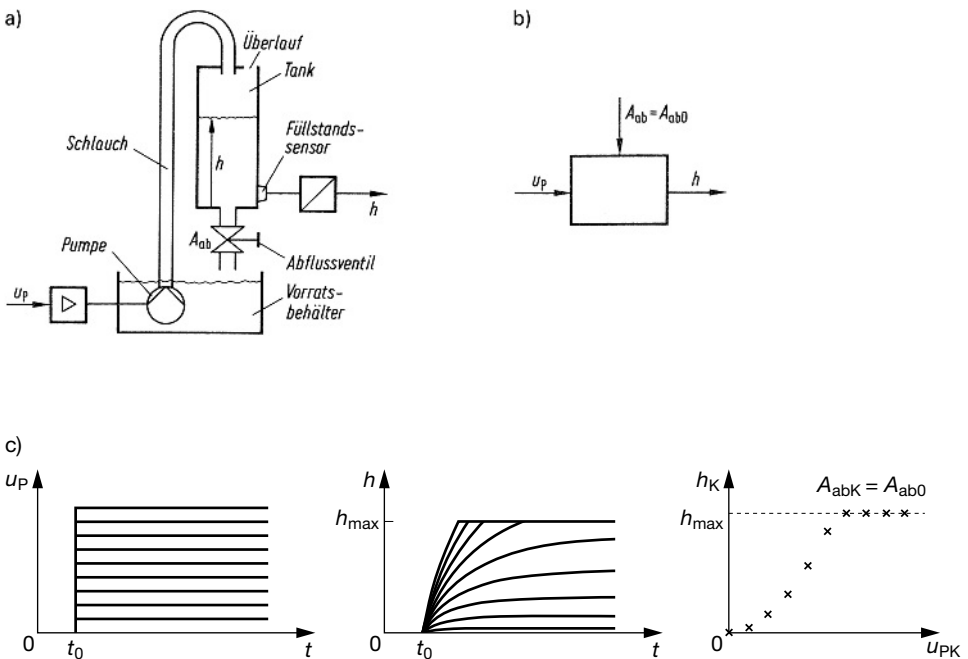 a)
Überlauf
Tank
Schlauch
h
Füllstands-
sensor
h
A_ab
Pumpe
Abflussventil
u_P
Vorrats-
behälter
b)
A_ab = A_ab0
u_P
h
c)
u_P
0
t_0
t
h
h_max
0
t_0
t
h_K
A_abK = A_ab0
h_max
0
u_PK